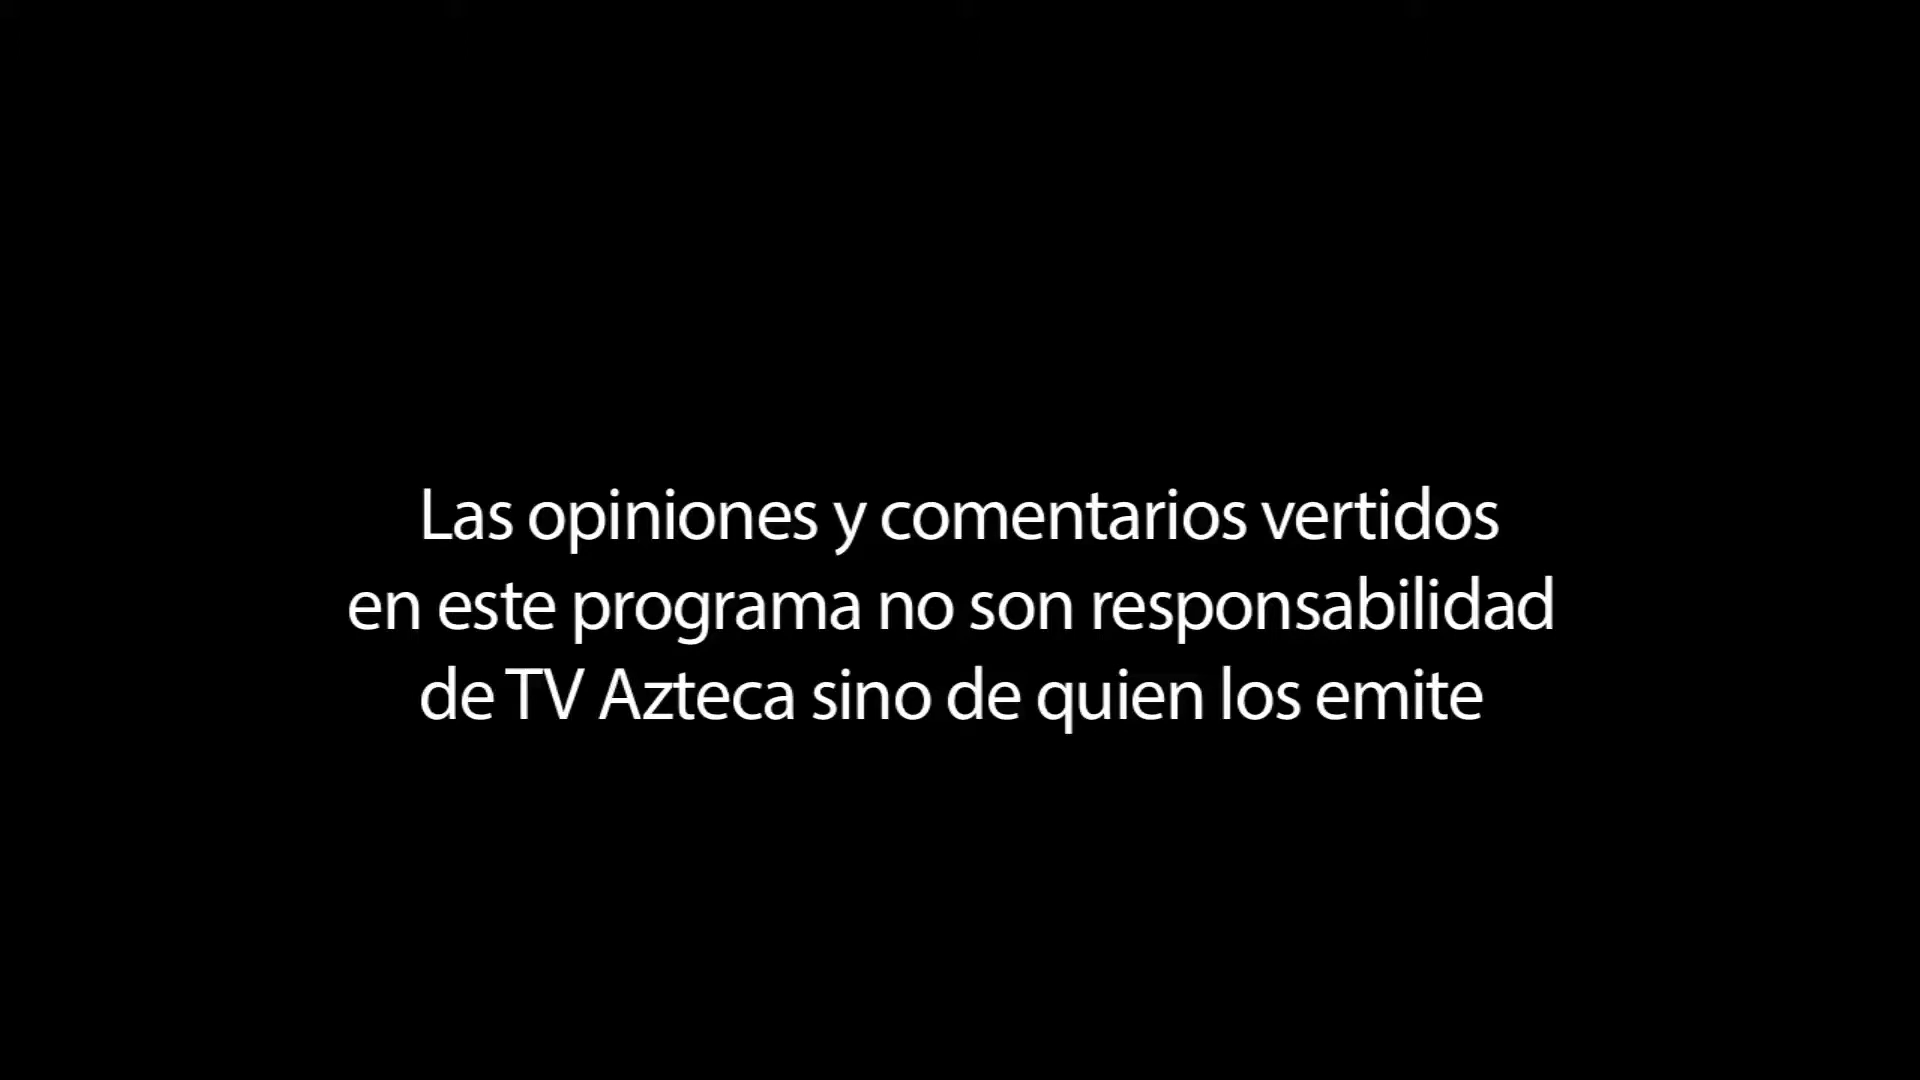 Las opiniones y comentarios vertidos
en este programa no son responsabilidad
de TV Azteca sino de quien los emite